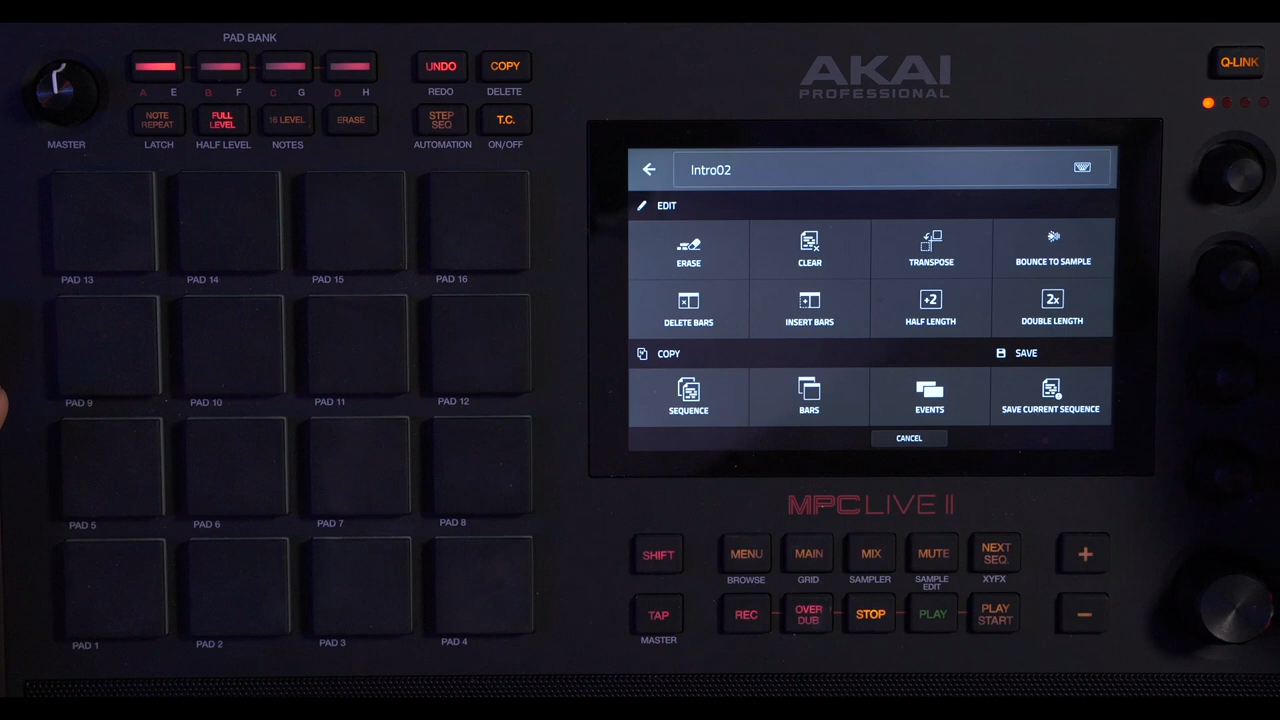 PAD BANK
A E B F C G D H
UNDO COPY
REDO DELETE
NOTE REPEAT
FULL LEVEL
16 LEVEL
ERASE
STEP SEQ
T.C.
MASTER
LATCH HALF LEVEL NOTES
AUTOMATION ON/OFF
PAD 13 PAD 14 PAD 15 PAD 16
PAD 9 PAD 10 PAD 11 PAD 12
PAD 5 PAD 6 PAD 7 PAD 8
PAD 1 PAD 2 PAD 3 PAD 4
AKAI
PROFESSIONAL
Q-LINK
Intro02
EDIT
ERASE CLEAR TRANSPOSE BOUNCE TO SAMPLE
÷2 2x
DELETE BARS INSERT BARS HALF LENGTH DOUBLE LENGTH
COPY SAVE
SEQUENCE BARS EVENTS SAVE CURRENT SEQUENCE
CANCEL
MPC LIVE II
SHIFT MENU MAIN MIX MUTE NEXT SEQ. +
BROWSE GRID SAMPLER SAMPLE EDIT XYFX
TAP REC OVER DUB STOP PLAY PLAY START −
MASTER